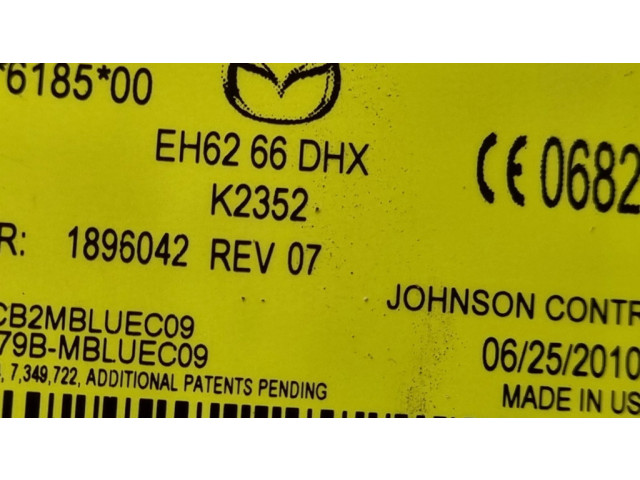 *6185*00
EH62 66 DHX
K2352
CE 0682
R: 1896042 REV 07
JOHNSON CONTR
CB2MBLUEC09
79B-MBLUEC09
06/25/2010
7,349,722, ADDITIONAL PATENTS PENDING
MADE IN US